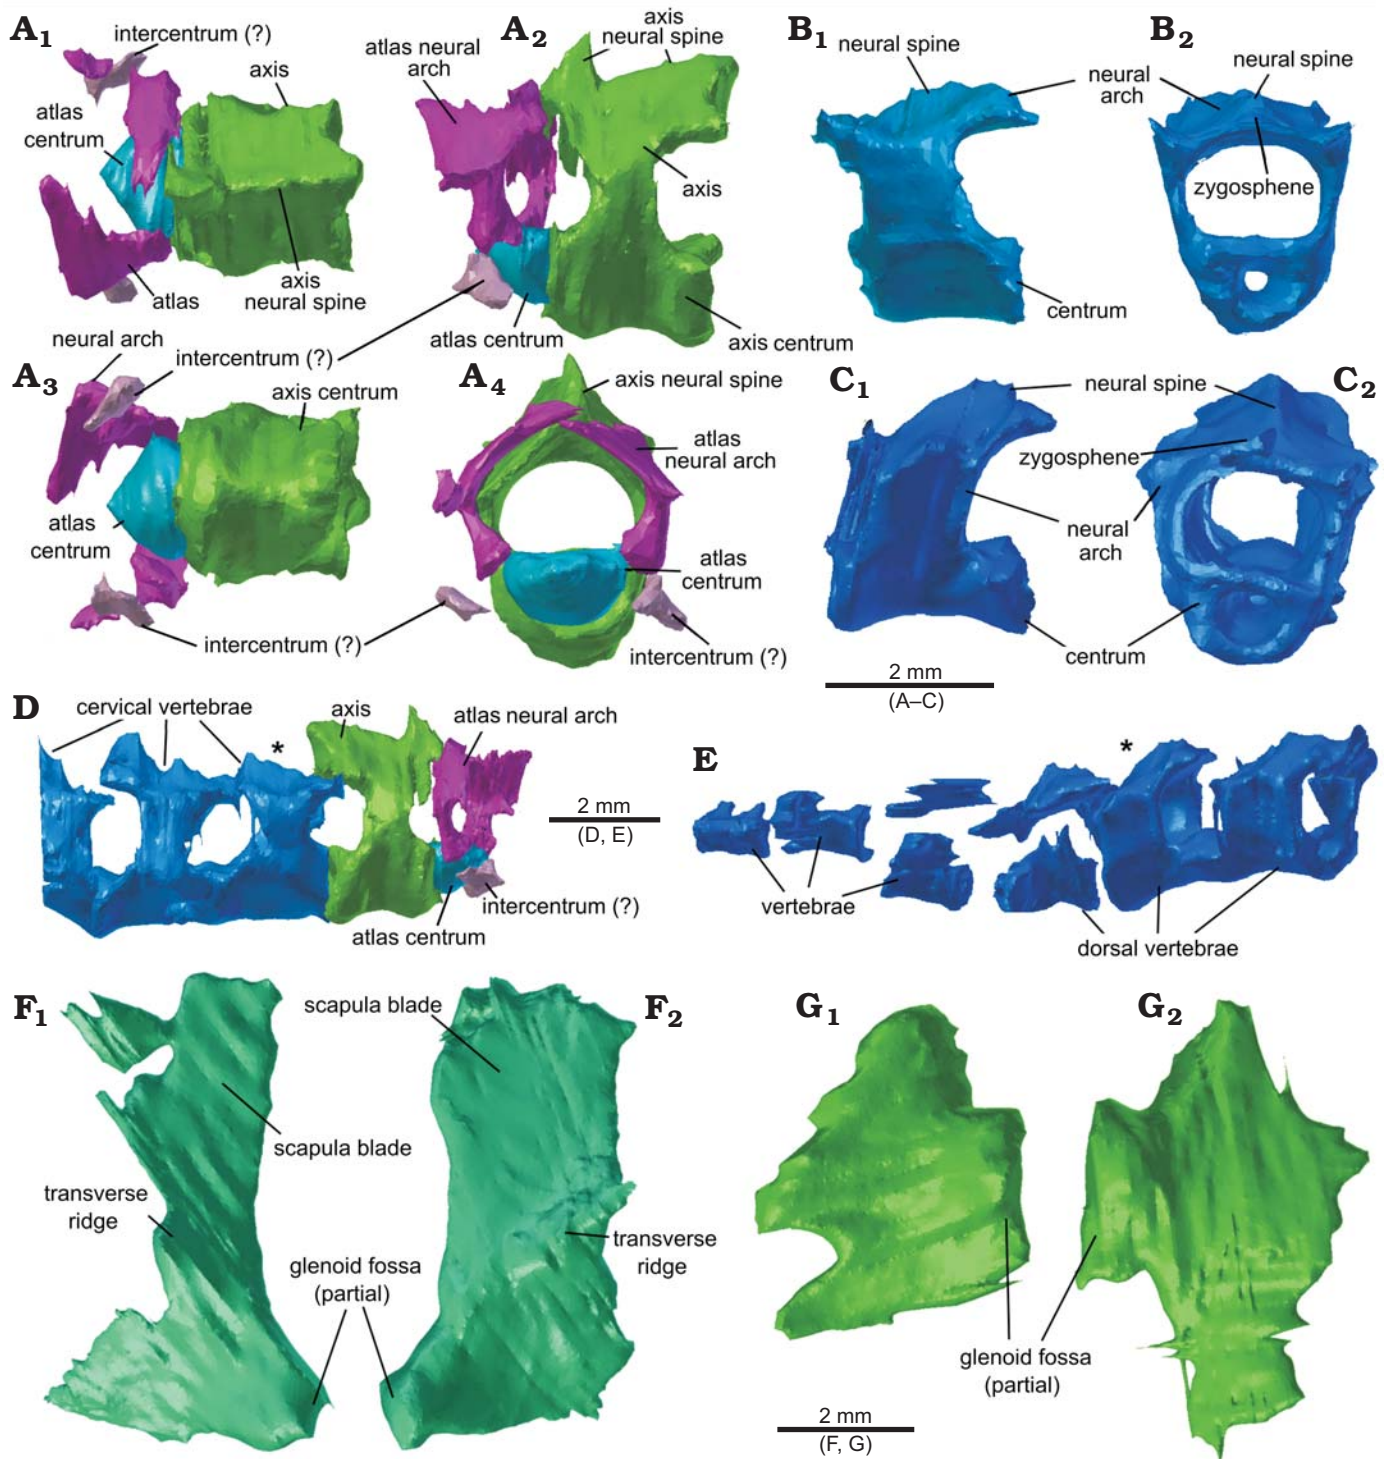 A1
intercentrum (?)
axis
atlas
centrum
atlas
axis
neural spine
A2
atlas neural
arch
axis
neural spine
axis
atlas centrum
axis centrum
intercentrum (?)
B1
neural spine
neural
arch
centrum
B2
neural spine
zygosphene
A3
neural arch
axis centrum
atlas
centrum
intercentrum (?)
A4
axis neural spine
atlas
neural arch
atlas
centrum
intercentrum (?)
C1
neural spine
C2
zygosphene
neural
arch
centrum
2 mm
(A–C)
D
cervical vertebrae
*
axis
atlas neural arch
2 mm
(D, E)
intercentrum (?)
atlas centrum
E
*
vertebrae
dorsal vertebrae
F1
scapula blade
F2
scapula blade
transverse
ridge
glenoid fossa
(partial)
transverse
ridge
G1
G2
glenoid fossa
(partial)
2 mm
(F, G)